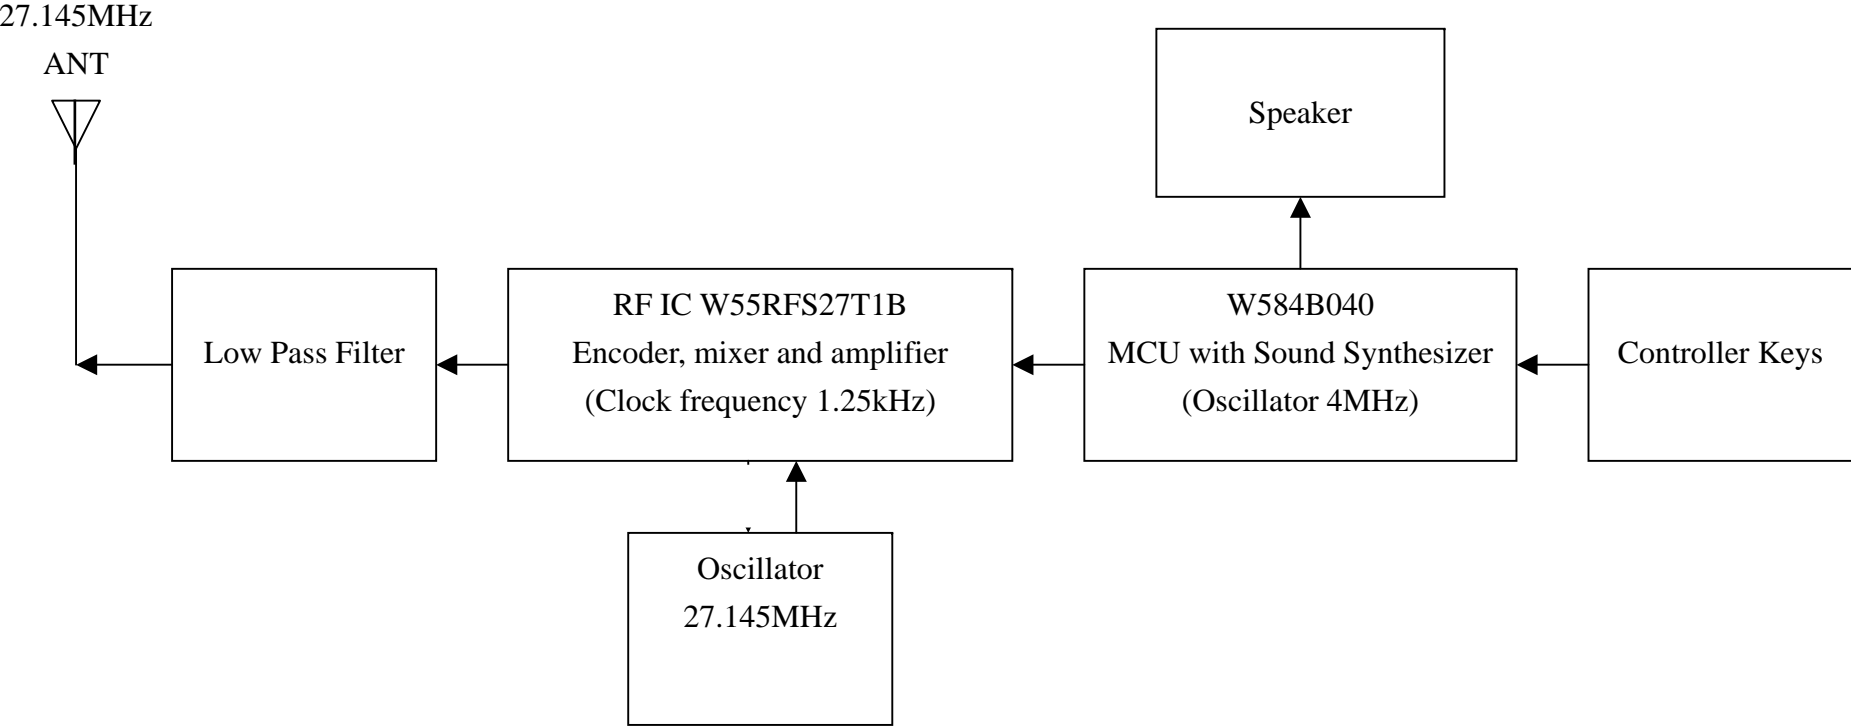 27.145MHz
ANT
Speaker
Low Pass Filter
RF IC W55RFS27T1B
Encoder, mixer and amplifier
(Clock frequency 1.25kHz)
W584B040
MCU with Sound Synthesizer
(Oscillator 4MHz)
Controller Keys
Oscillator
27.145MHz